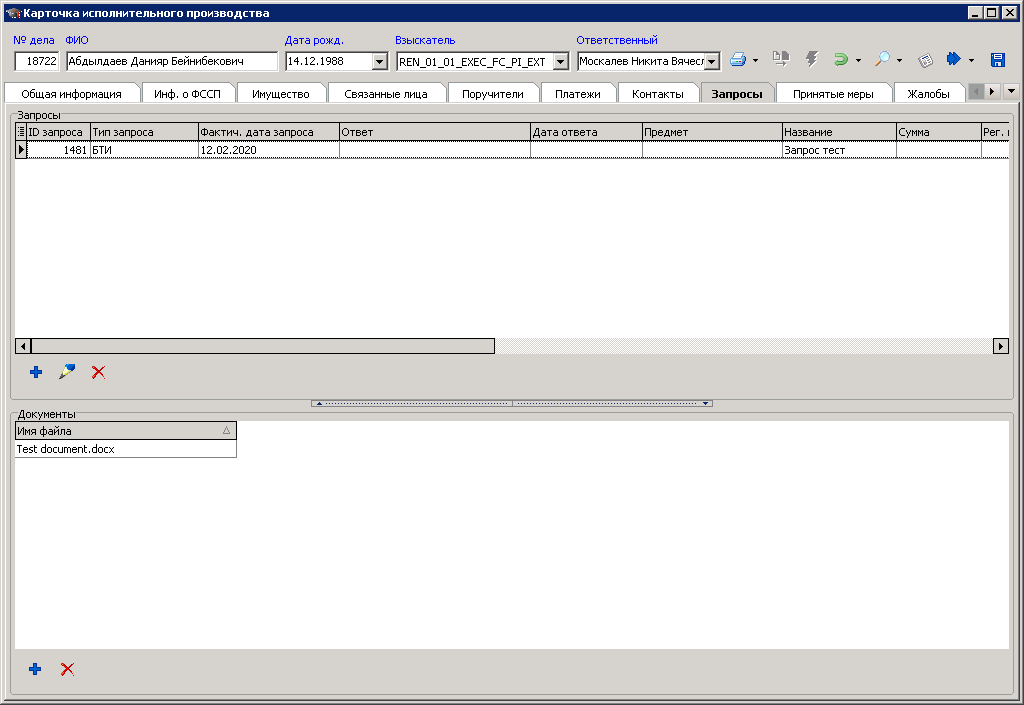 Карточка исполнительного производства
№ дела ФИО Дата рожд. Взыскатель Ответственный
18722 Абдылдаев Данияр Бейнибекович 14.12.1988 REN_01_01_EXEC_FC_PI_EXT Москалев Никита Вячесл
Общая информация Инф. о ФССП Имущество Связанные лица Поручители Платежи Контакты Запросы Принятые меры Жалобы
Запросы
ID запроса Тип запроса Фактич. дата запроса Ответ Дата ответа Предмет Название Сумма Рег.
1481 БТИ 12.02.2020 Запрос тест
Документы
Имя файла
Test document.docx